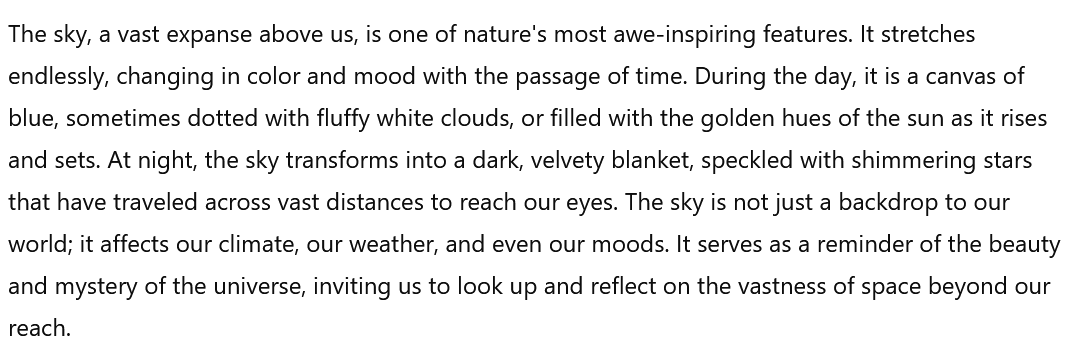 The sky, a vast expanse above us, is one of nature's most awe-inspiring features. It stretches
endlessly, changing in color and mood with the passage of time. During the day, it is a canvas of
blue, sometimes dotted with fluffy white clouds, or filled with the golden hues of the sun as it rises
and sets. At night, the sky transforms into a dark, velvety blanket, speckled with shimmering stars
that have traveled across vast distances to reach our eyes. The sky is not just a backdrop to our
world; it affects our climate, our weather, and even our moods. It serves as a reminder of the beauty
and mystery of the universe, inviting us to look up and reflect on the vastness of space beyond our
reach.